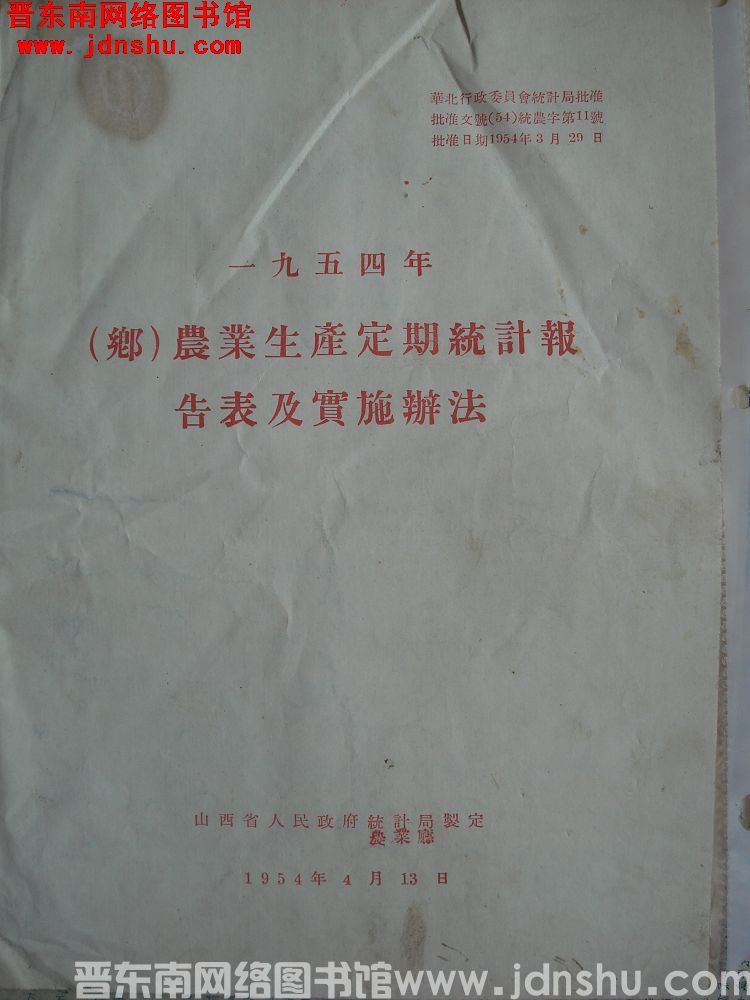 晋东南网络图书馆
www.jdnshu.com
華北行政委員會統計局批准
批准文號(54)統農字第11號
批准日期1954年3月29日
一九五四年
(鄉)農業生產定期統計報
告表及實施辦法
山西省人民政府統計局製定
農業廳
1954年4月13日
晋东南网络图书馆www.jdnshu.com